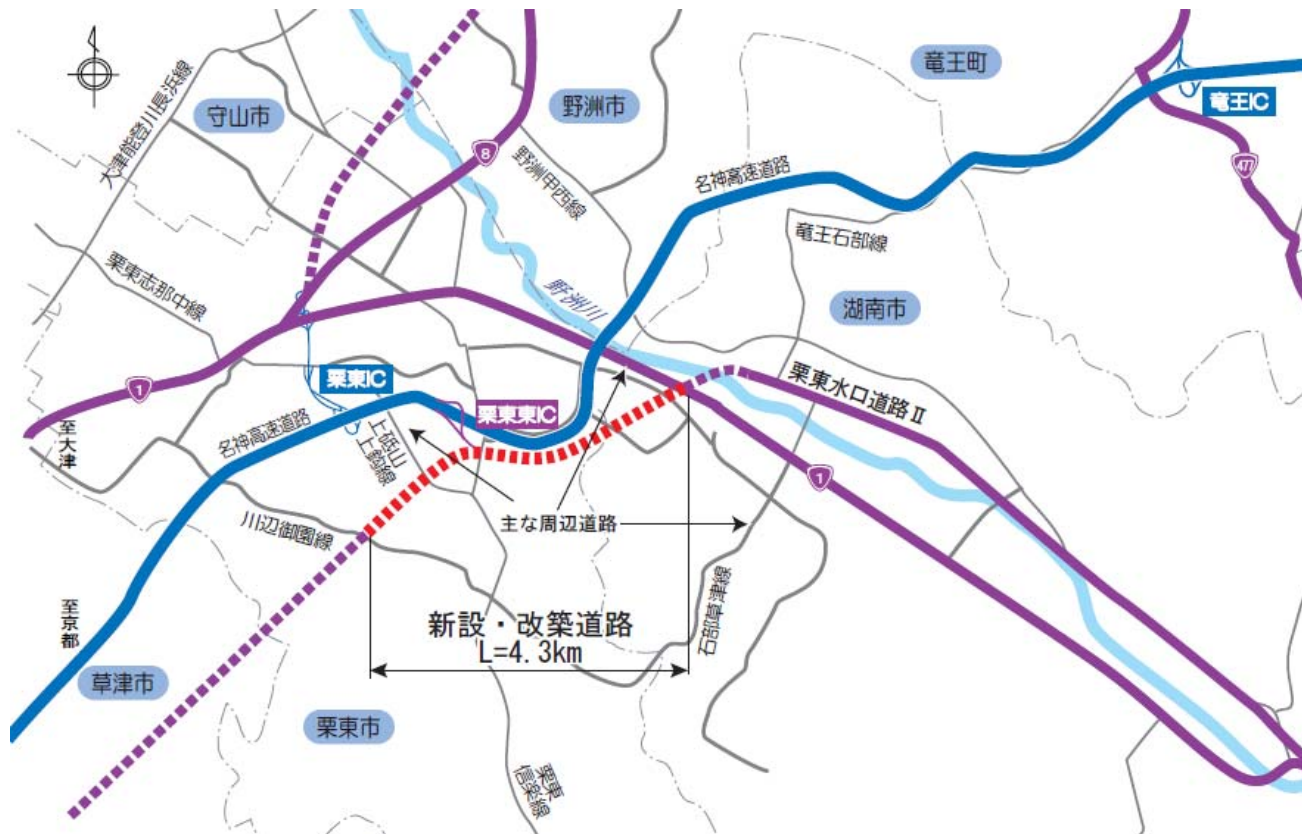 竜王町
竜王IC
守山市
野洲市
大津能登川長浜線
8
野洲甲西線
名神高速道路
477
竜王石部線
栗東志那中線
野洲川
湖南市
1
栗東IC
栗東東IC
栗東水口道路Ⅱ
至大津
名神高速道路
上砥山
上鈎線
1
主な周辺道路
川辺御園線
石部草津線
至京都
新設・改築道路
L=4.3km
草津市
栗東市
栗東
信楽線